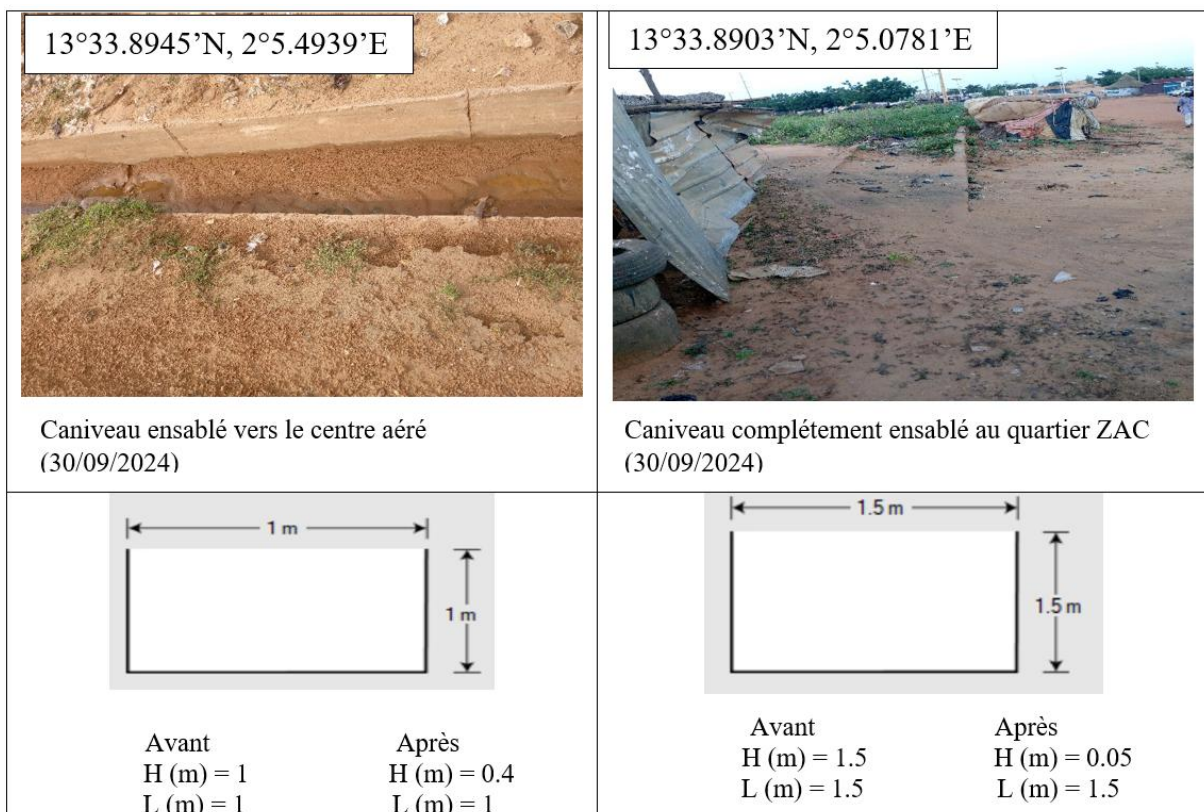 13°33.8945’N, 2°5.4939’E
13°33.8903’N, 2°5.0781’E
Caniveau ensablé vers le centre aéré
(30/09/2024)
Caniveau complétement ensablé au quartier ZAC
(30/09/2024)
1 m
1 m
Avant
H (m) = 1
L (m) = 1
Après
H (m) = 0.4
L (m) = 1
1.5 m
1.5 m
Avant
H (m) = 1.5
L (m) = 1.5
Après
H (m) = 0.05
L (m) = 1.5